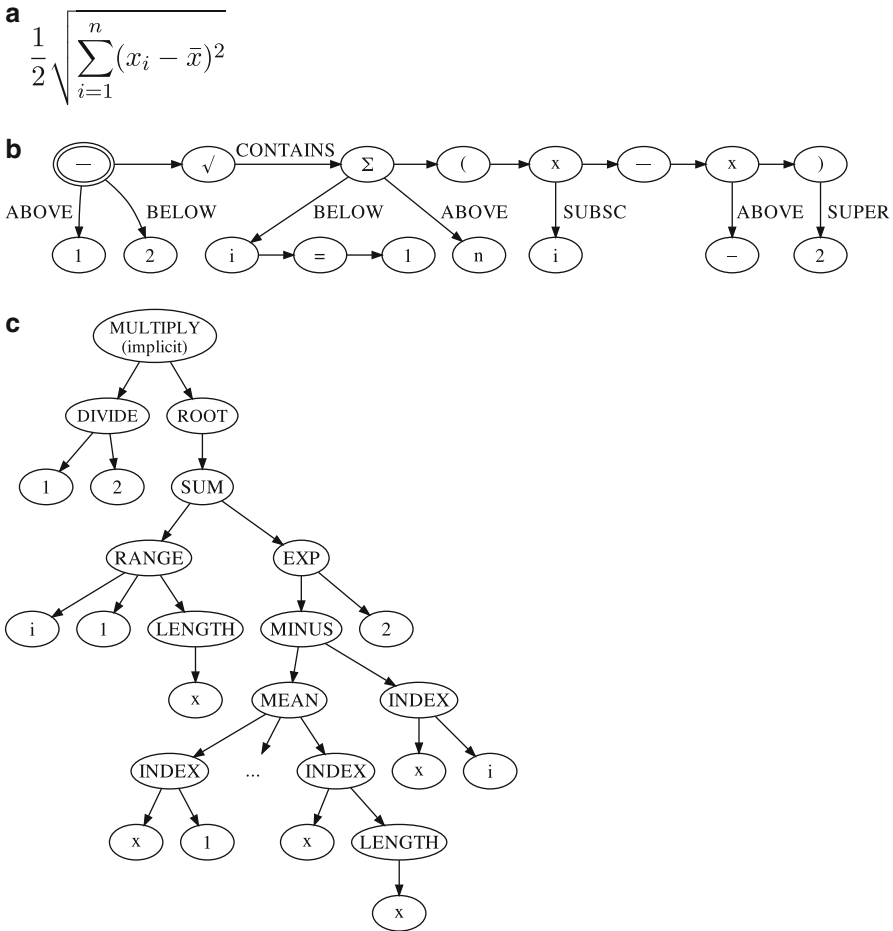 a
1/2 √ ∑ i=1 n (x_i − x̄)^2
b
— √ CONTAINS Σ ( x — x )
ABOVE BELOW BELOW ABOVE SUBSC ABOVE SUPER
1 2 i = 1 n i – 2
c
MULTIPLY
(implicit)
DIVIDE ROOT
1 2 SUM
RANGE EXP
i 1 LENGTH MINUS 2
x MEAN INDEX
INDEX ... INDEX x i
x 1 x LENGTH
x